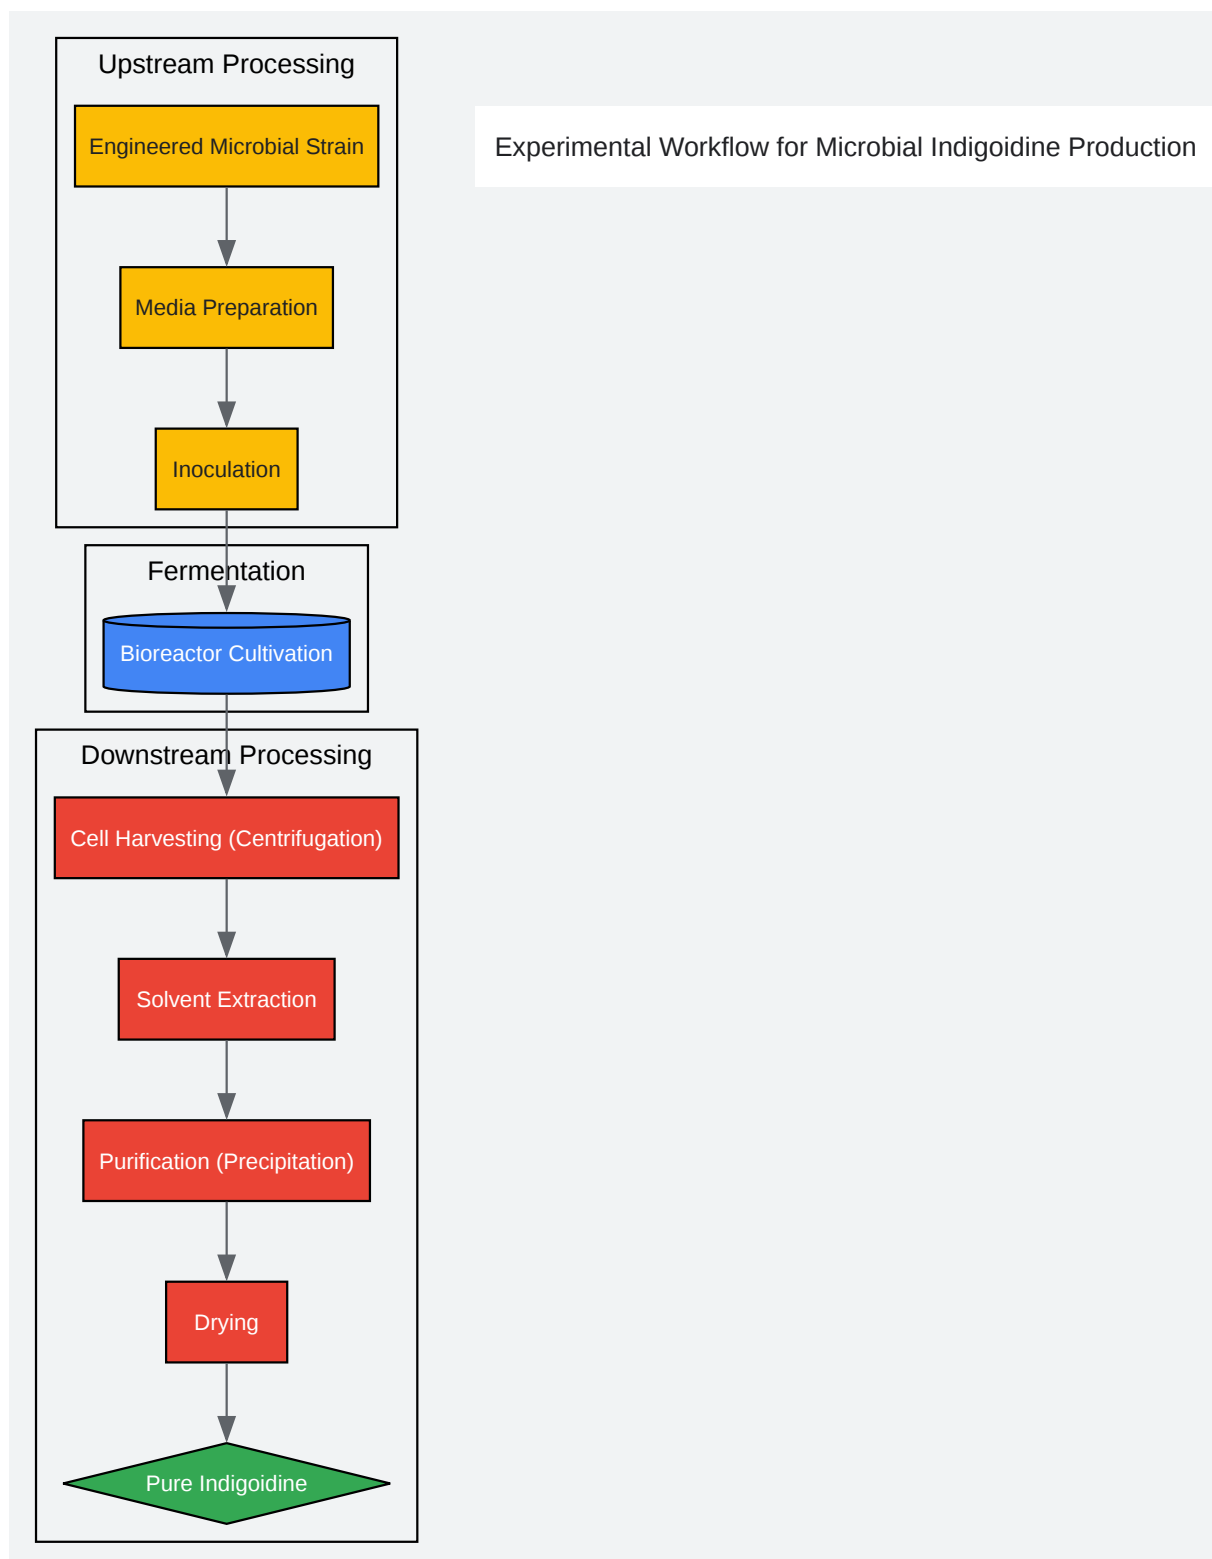 Upstream Processing
Engineered Microbial Strain
Experimental Workflow for Microbial Indigoidine Production
Media Preparation
Inoculation
Fermentation
Bioreactor Cultivation
Downstream Processing
Cell Harvesting (Centrifugation)
Solvent Extraction
Purification (Precipitation)
Drying
Pure Indigoidine